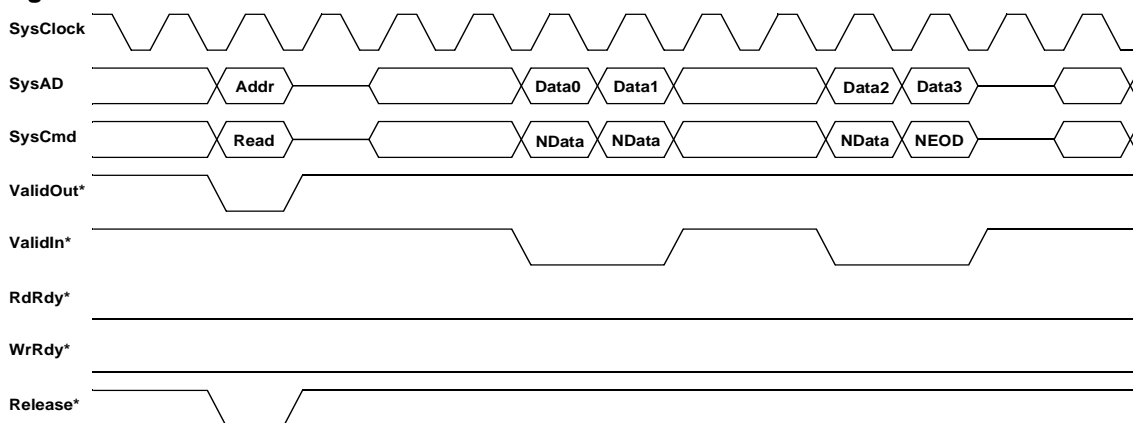 SysClock
SysAD Addr Data0 Data1 Data2 Data3
SysCmd Read NData NData NData NEOD
ValidOut*
ValidIn*
RdRdy*
WrRdy*
Release*